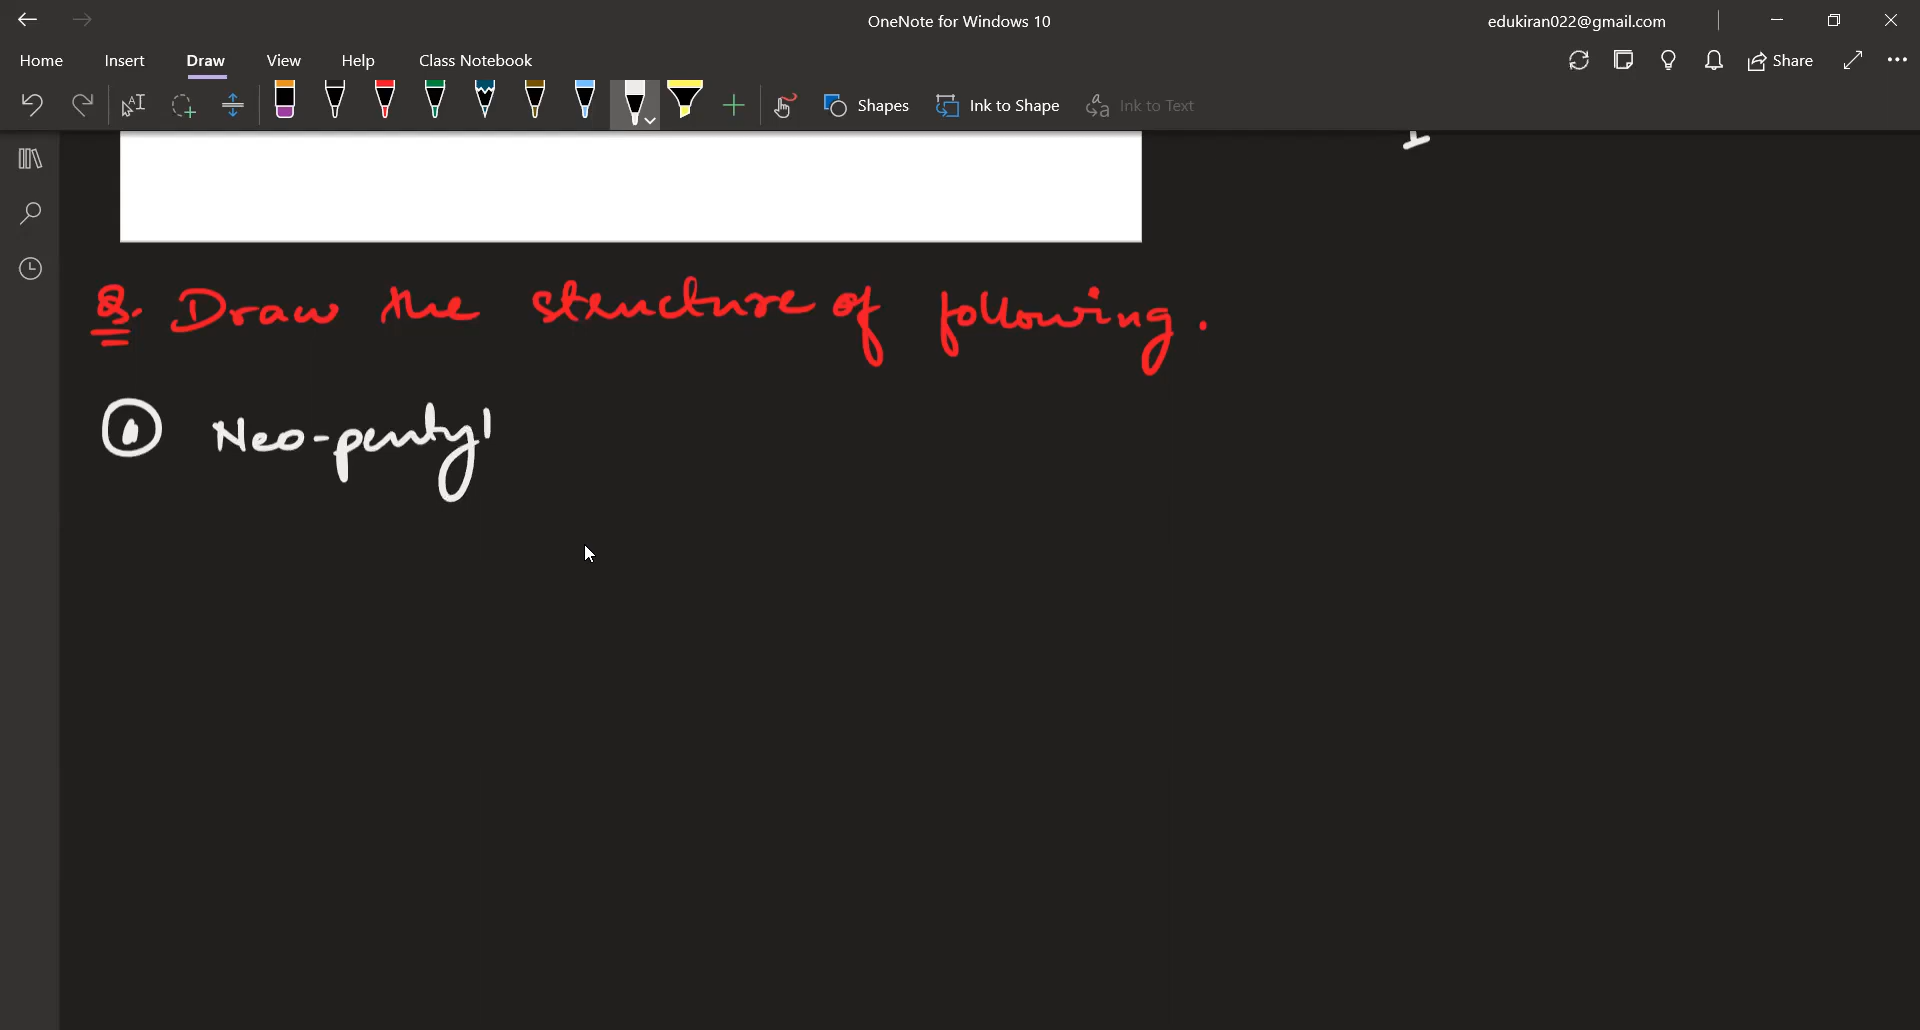 OneNote for Windows 10
edukiran022@gmail.com
Home Insert Draw View Help Class Notebook
Share
Shapes Ink to Shape Ink to Text
Q. Draw the structure of following.
a Neo-pentyl